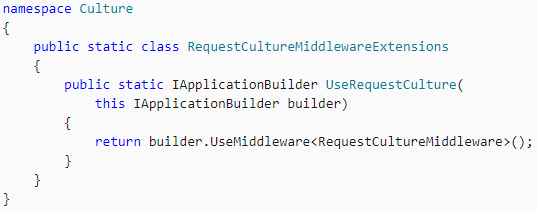 namespace Culture
{
    public static class RequestCultureMiddlewareExtensions
    {
        public static IApplicationBuilder UseRequestCulture(
            this IApplicationBuilder builder)
        {
            return builder.UseMiddleware<RequestCultureMiddleware>();
        }
    }
}